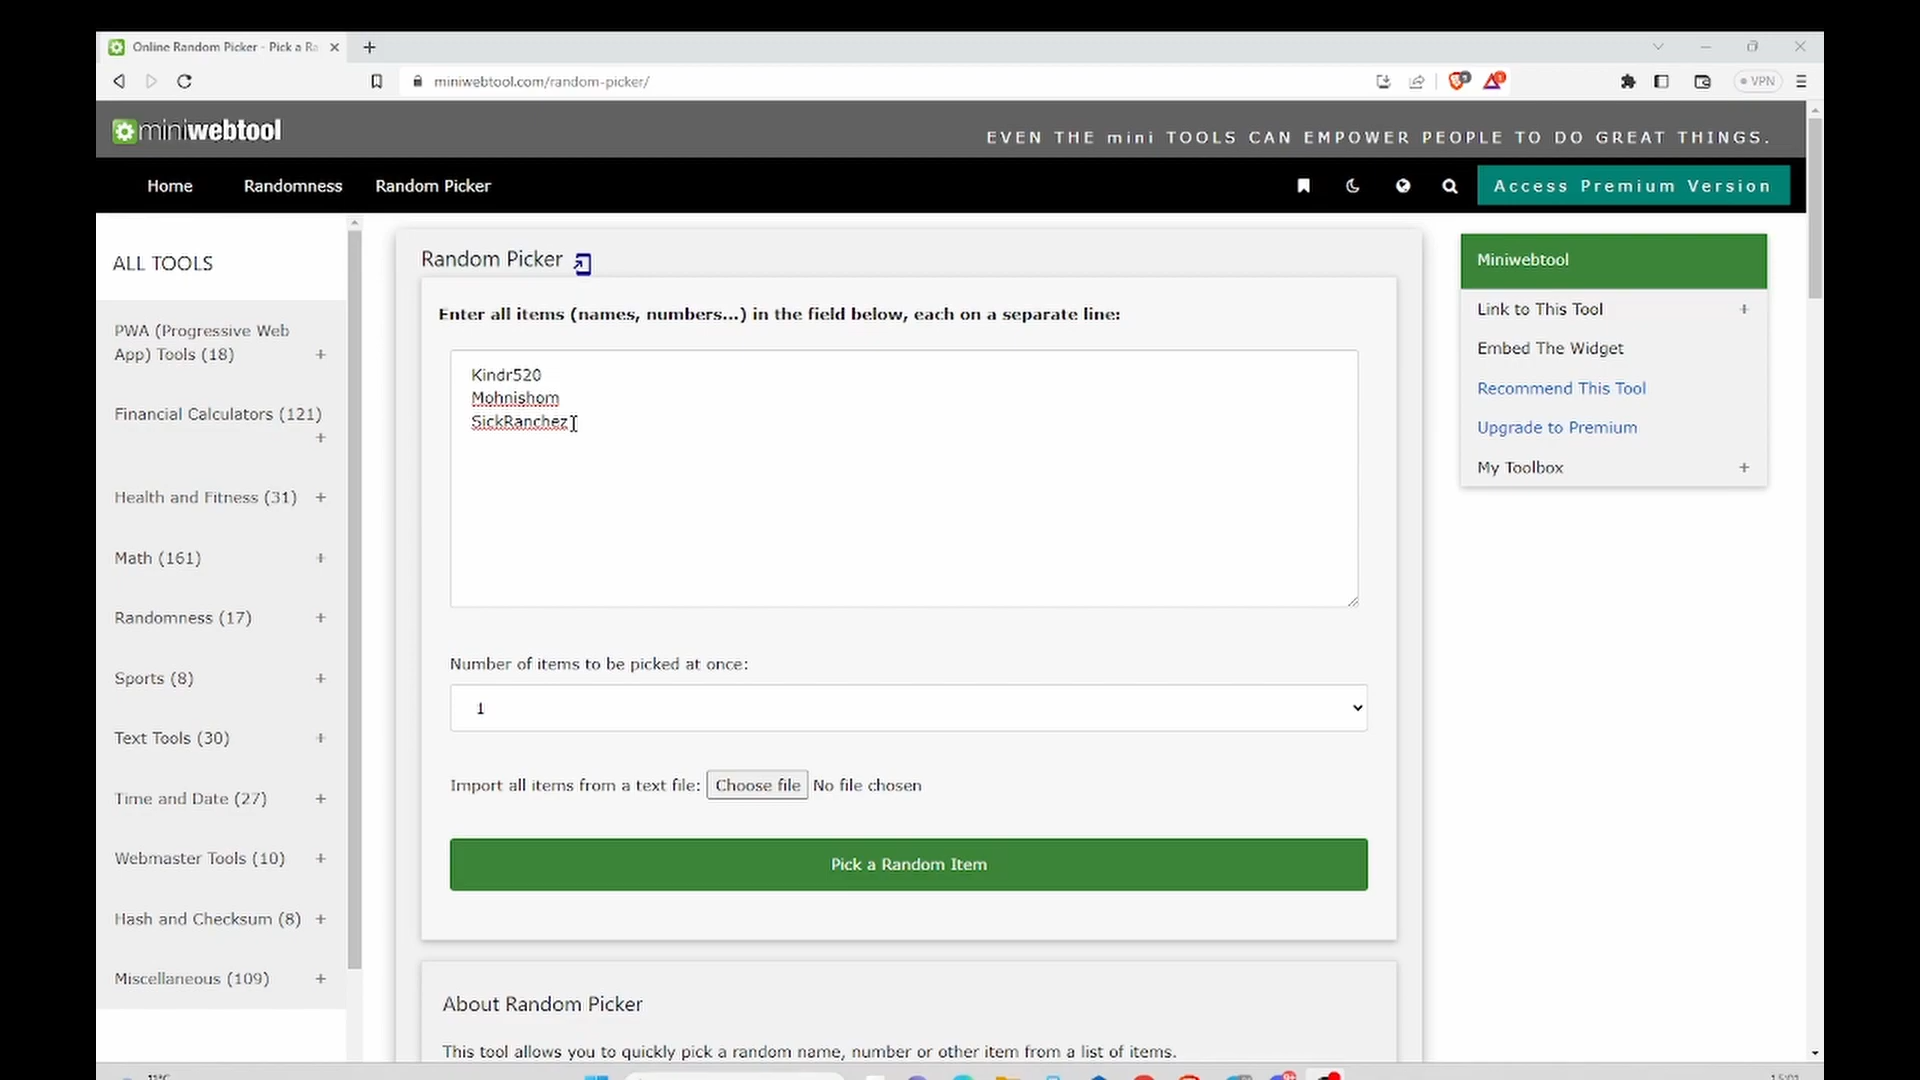 Online Random Picker - Pick a Ra
miniwebtool.com/random-picker/
VPN
miniwebtool
EVEN THE mini TOOLS CAN EMPOWER PEOPLE TO DO GREAT THINGS.
Home
Randomness
Random Picker
Access Premium Version
ALL TOOLS
PWA (Progressive Web
App) Tools (18) +
Financial Calculators (121)
+
Health and Fitness (31) +
Math (161) +
Randomness (17) +
Sports (8) +
Text Tools (30) +
Time and Date (27) +
Webmaster Tools (10) +
Hash and Checksum (8) +
Miscellaneous (109) +
Random Picker
Enter all items (names, numbers...) in the field below, each on a separate line:
Kindr520
Mohnishom
SickRanchez
Number of items to be picked at once:
1
Import all items from a text file: Choose file No file chosen
Pick a Random Item
About Random Picker
This tool allows you to quickly pick a random name, number or other item from a list of items.
Miniwebtool
Link to This Tool +
Embed The Widget
Recommend This Tool
Upgrade to Premium
My Toolbox +